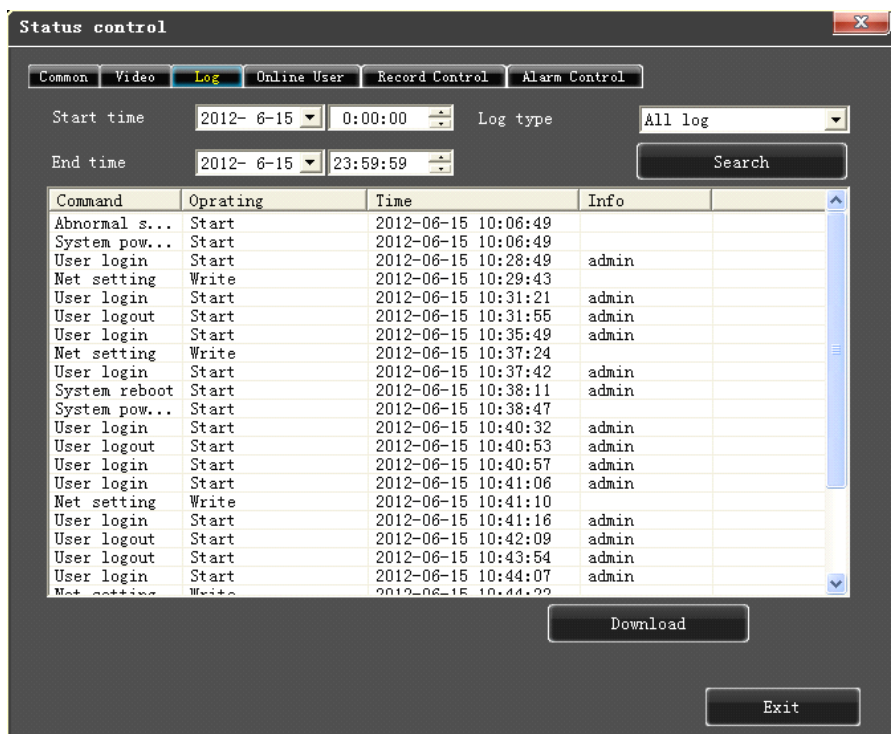 Status control
Common Video Log Online User Record Control Alarm Control
Start time 2012- 6-15 0:00:00 Log type All log
End time 2012- 6-15 23:59:59 Search
Command Oprating Time Info
Abnormal s... Start 2012-06-15 10:06:49
System pow... Start 2012-06-15 10:06:49
User login Start 2012-06-15 10:28:49 admin
Net setting Write 2012-06-15 10:29:43
User login Start 2012-06-15 10:31:21 admin
User logout Start 2012-06-15 10:31:55 admin
User login Start 2012-06-15 10:35:49 admin
Net setting Write 2012-06-15 10:37:24
User login Start 2012-06-15 10:37:42 admin
System reboot Start 2012-06-15 10:38:11 admin
System pow... Start 2012-06-15 10:38:47
User login Start 2012-06-15 10:40:32 admin
User logout Start 2012-06-15 10:40:53 admin
User login Start 2012-06-15 10:40:57 admin
User login Start 2012-06-15 10:41:06 admin
Net setting Write 2012-06-15 10:41:10
User login Start 2012-06-15 10:41:16 admin
User logout Start 2012-06-15 10:42:09 admin
User logout Start 2012-06-15 10:43:54 admin
User login Start 2012-06-15 10:44:07 admin
Net setting Write 2012-06-15 10:44:22
Download
Exit